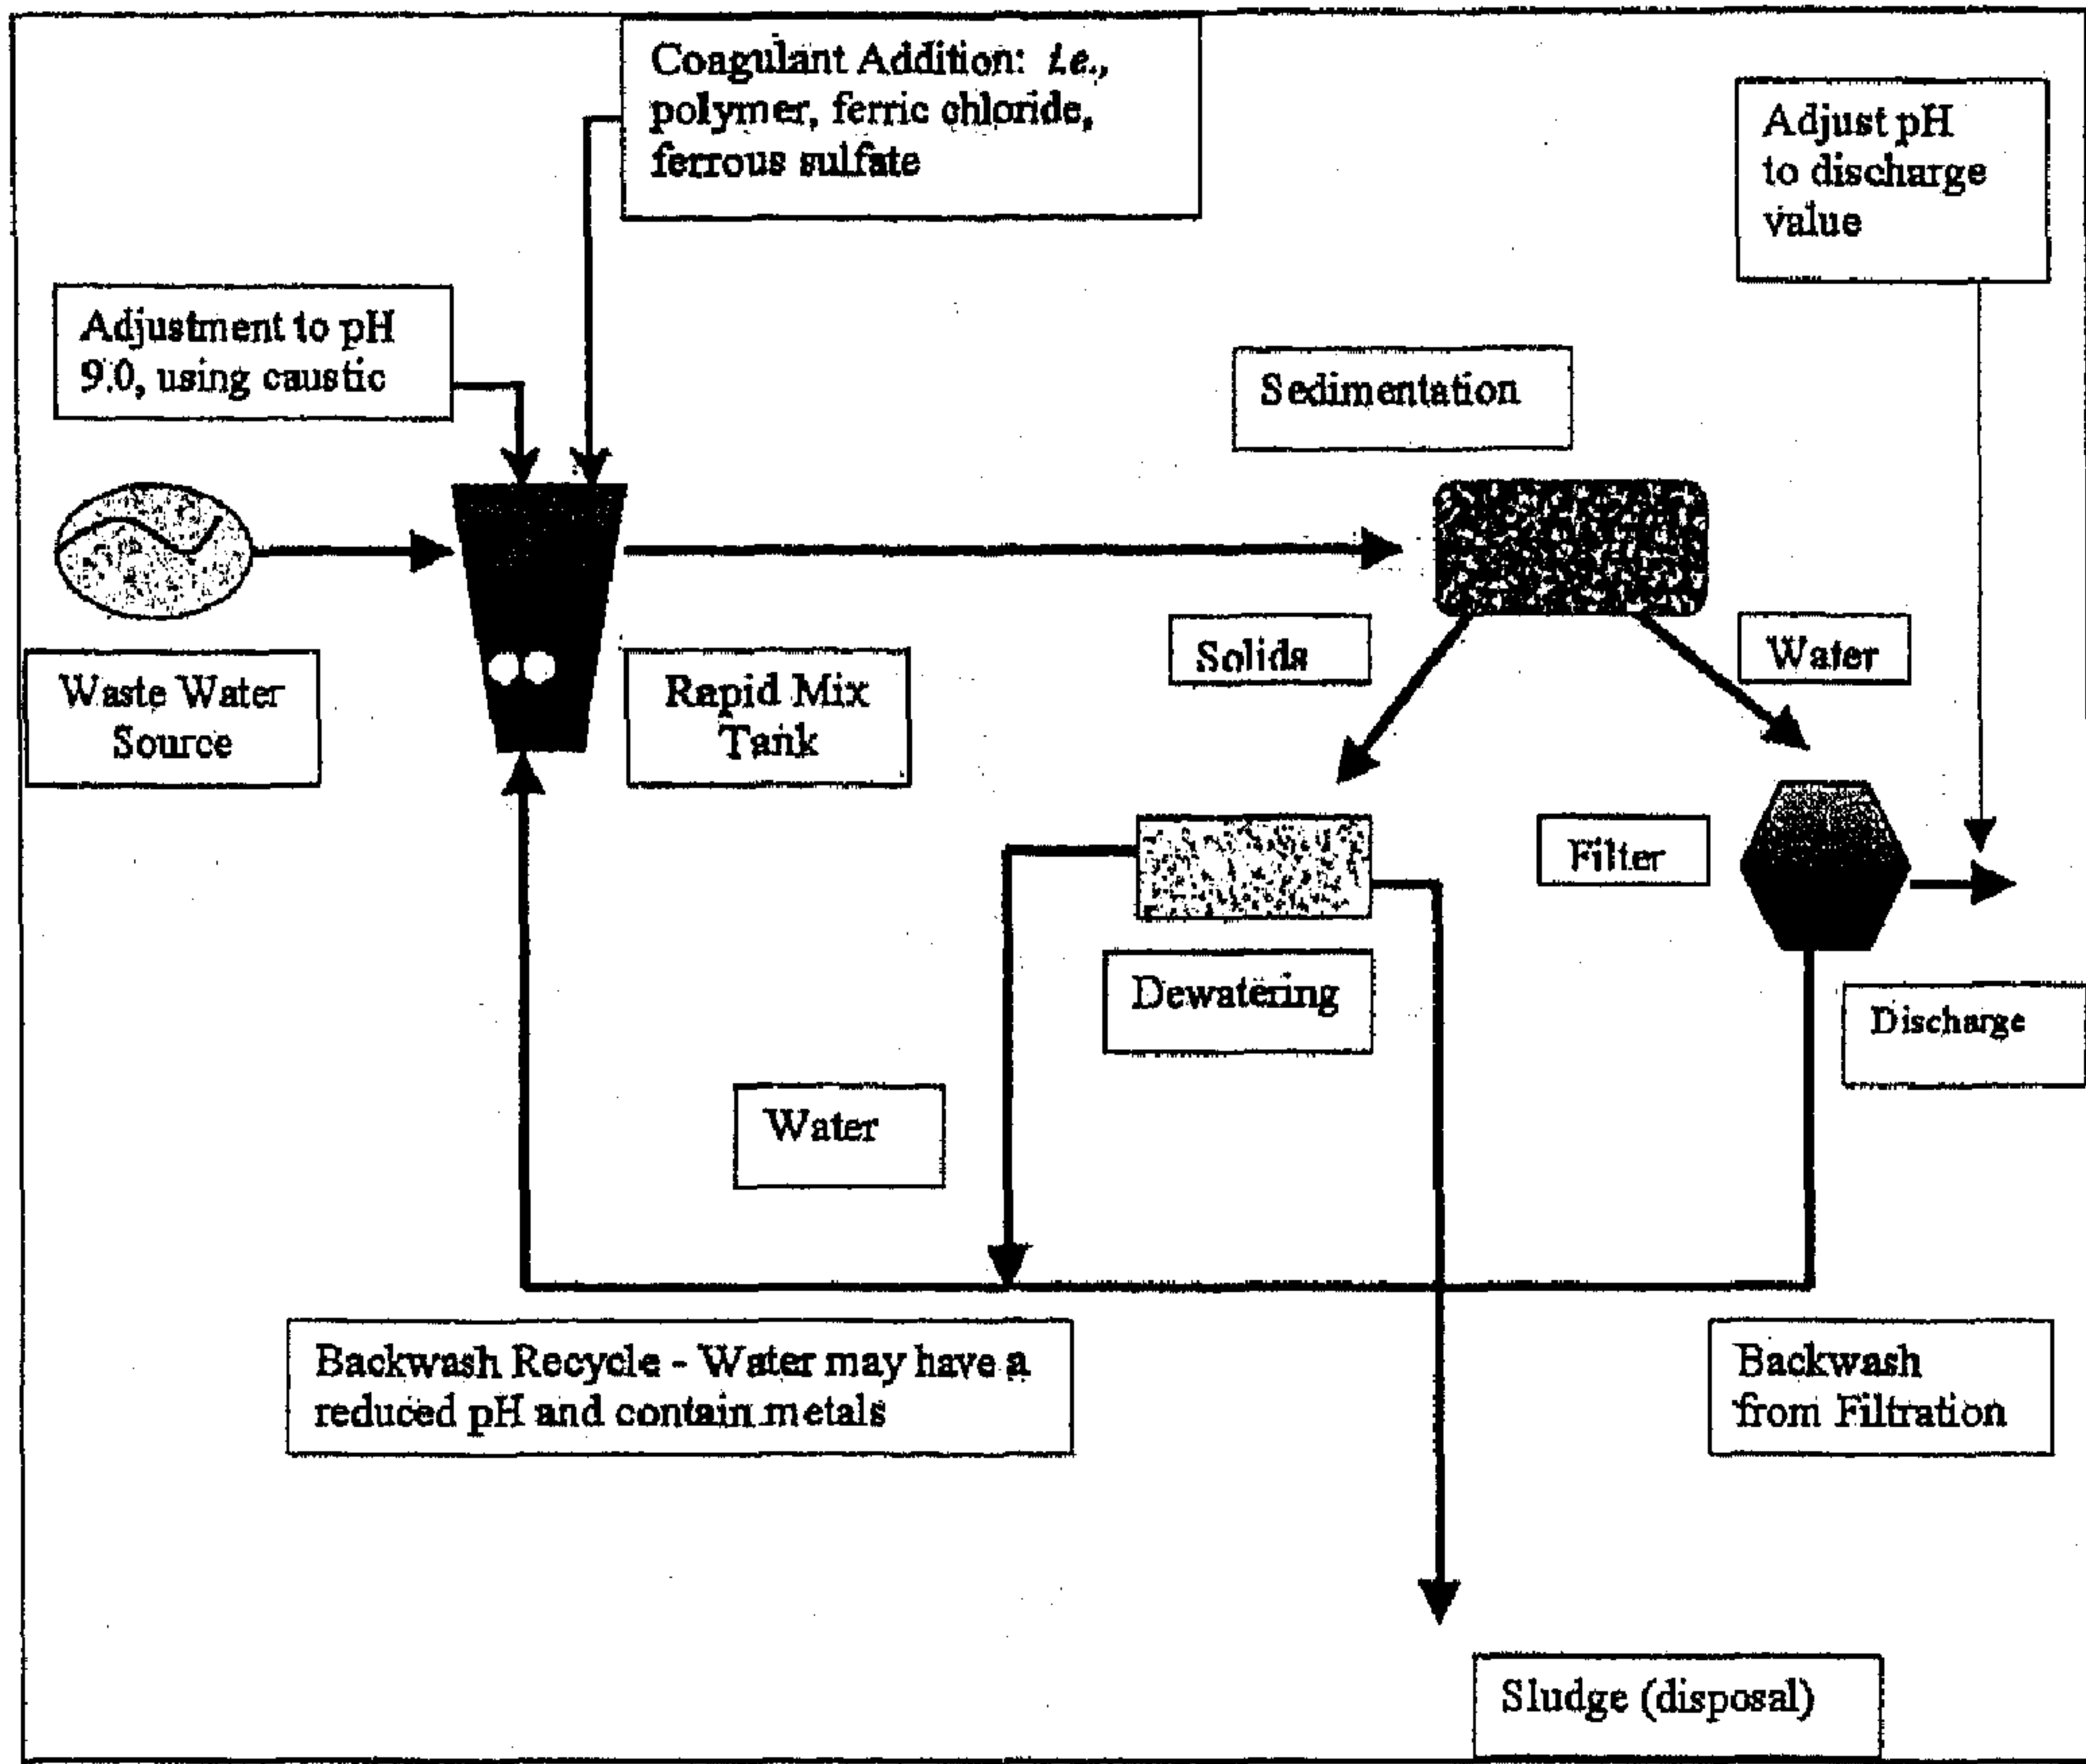 Coagulant Addition: i.e.,
polymer, ferric chloride,
ferrous sulfate
Adjust pH
to discharge
value
Adjustment to pH
9.0, using caustic
Sedimentation
Waste Water
Source
Rapid Mix
Tank
Solids
Water
Filter
Dewatering
Discharge
Water
Backwash Recycle - Water may have a
reduced pH and contain metals
Backwash
from Filtration
Sludge (disposal)